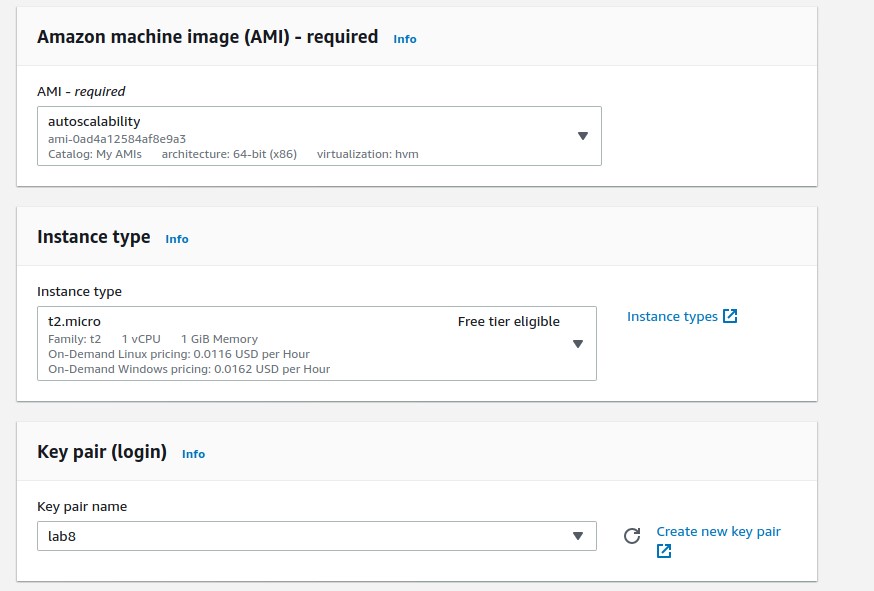 Amazon machine image (AMI) - required Info
AMI - required
autoscalability
ami-0ad4a12584af8e9a3
Catalog: My AMIs architecture: 64-bit (x86) virtualization: hvm
Instance type Info
Instance type
t2.micro Free tier eligible
Family: t2 1 vCPU 1 GiB Memory
On-Demand Linux pricing: 0.0116 USD per Hour
On-Demand Windows pricing: 0.0162 USD per Hour
Instance types
Key pair (login) Info
Key pair name
lab8
Create new key pair